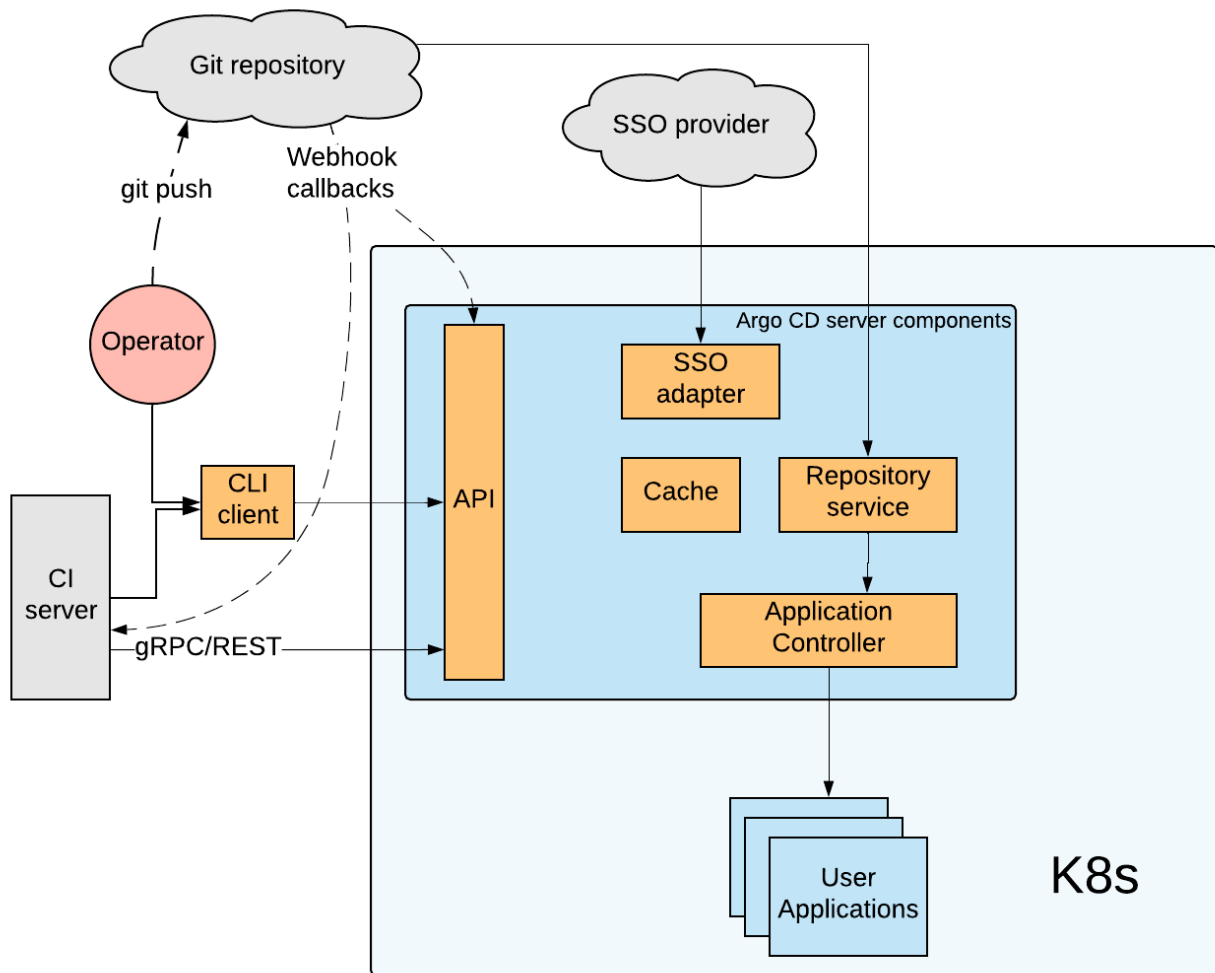 Git repository
SSO provider
Webhook
callbacks
git push
Argo CD server components
Operator
SSO
adapter
CLI
client
API
Cache
Repository
service
CI
server
Application
Controller
gRPC/REST
User
Applications
K8s